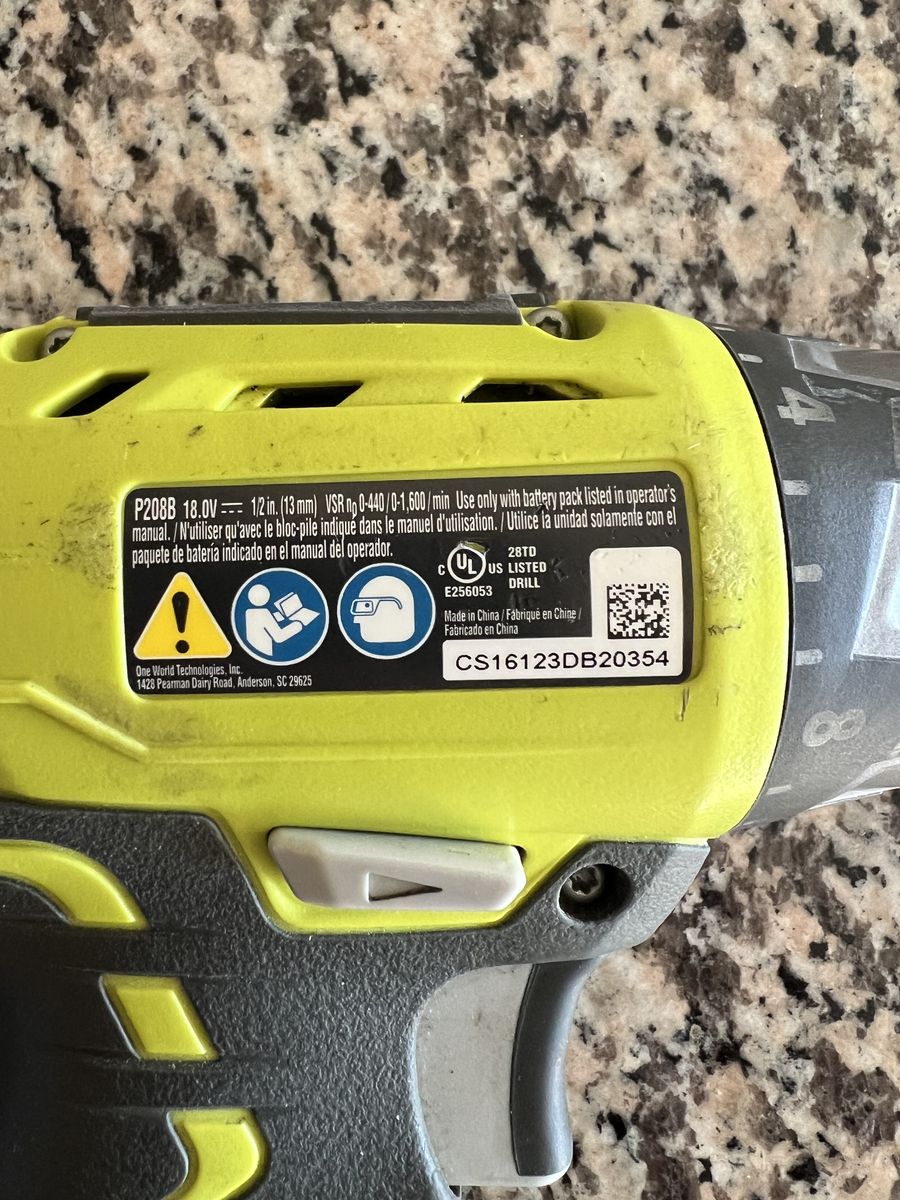 P208B 18.0V ⎓ 1/2 in. (13 mm) VSR n₀ 0-440 / 0-1,600 / min Use only with battery pack listed in operator's
manual. / N'utiliser qu'avec le bloc-pile indiqué dans le manuel d'utilisation. / Utilice la unidad solamente con el
paquete de batería indicado en el manual del operador.
C UL US
E256053
28TD
LISTED
DRILL
Made in China / Fabriqué en Chine /
Fabricado en China
CS16123DB20354
One World Technologies, Inc.
1428 Pearman Dairy Road, Anderson, SC 29625
4
8